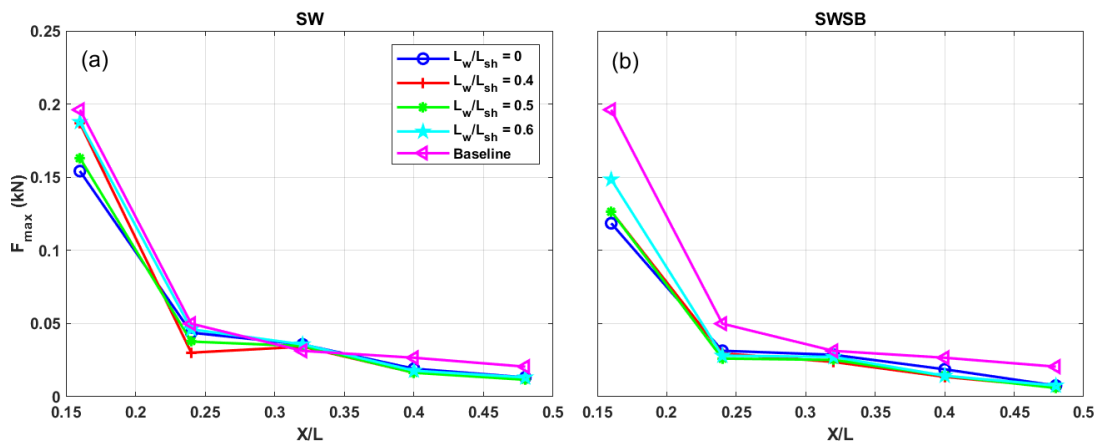 SW
SWSB
(a)
(b)
L_w/L_sh = 0
L_w/L_sh = 0.4
L_w/L_sh = 0.5
L_w/L_sh = 0.6
Baseline
F_max (kN)
0.25
0.2
0.15
0.1
0.05
0
0.15 0.2 0.25 0.3 0.35 0.4 0.45 0.5
X/L
0.15 0.2 0.25 0.3 0.35 0.4 0.45 0.5
X/L